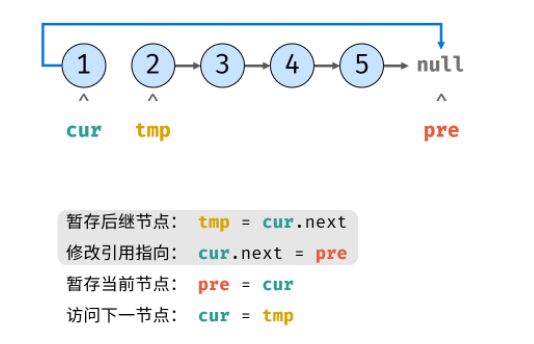 1 2 3 4 5 null
^ ^ ^
cur tmp pre
暂存后继节点： tmp = cur.next
修改引用指向： cur.next = pre
暂存当前节点： pre = cur
访问下一节点： cur = tmp